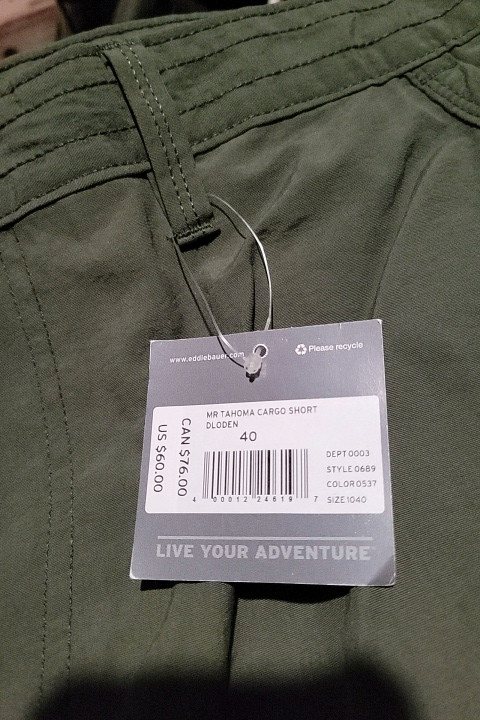 www.eddiebauer.com
Please recycle
MR TAHOMA CARGO SHORT
DLODEN
40
US $60.00
CAN $76.00
4 00012 24619 7
DEPT 0003
STYLE 0689
COLOR 0537
SIZE 1040
LIVE YOUR ADVENTURE™